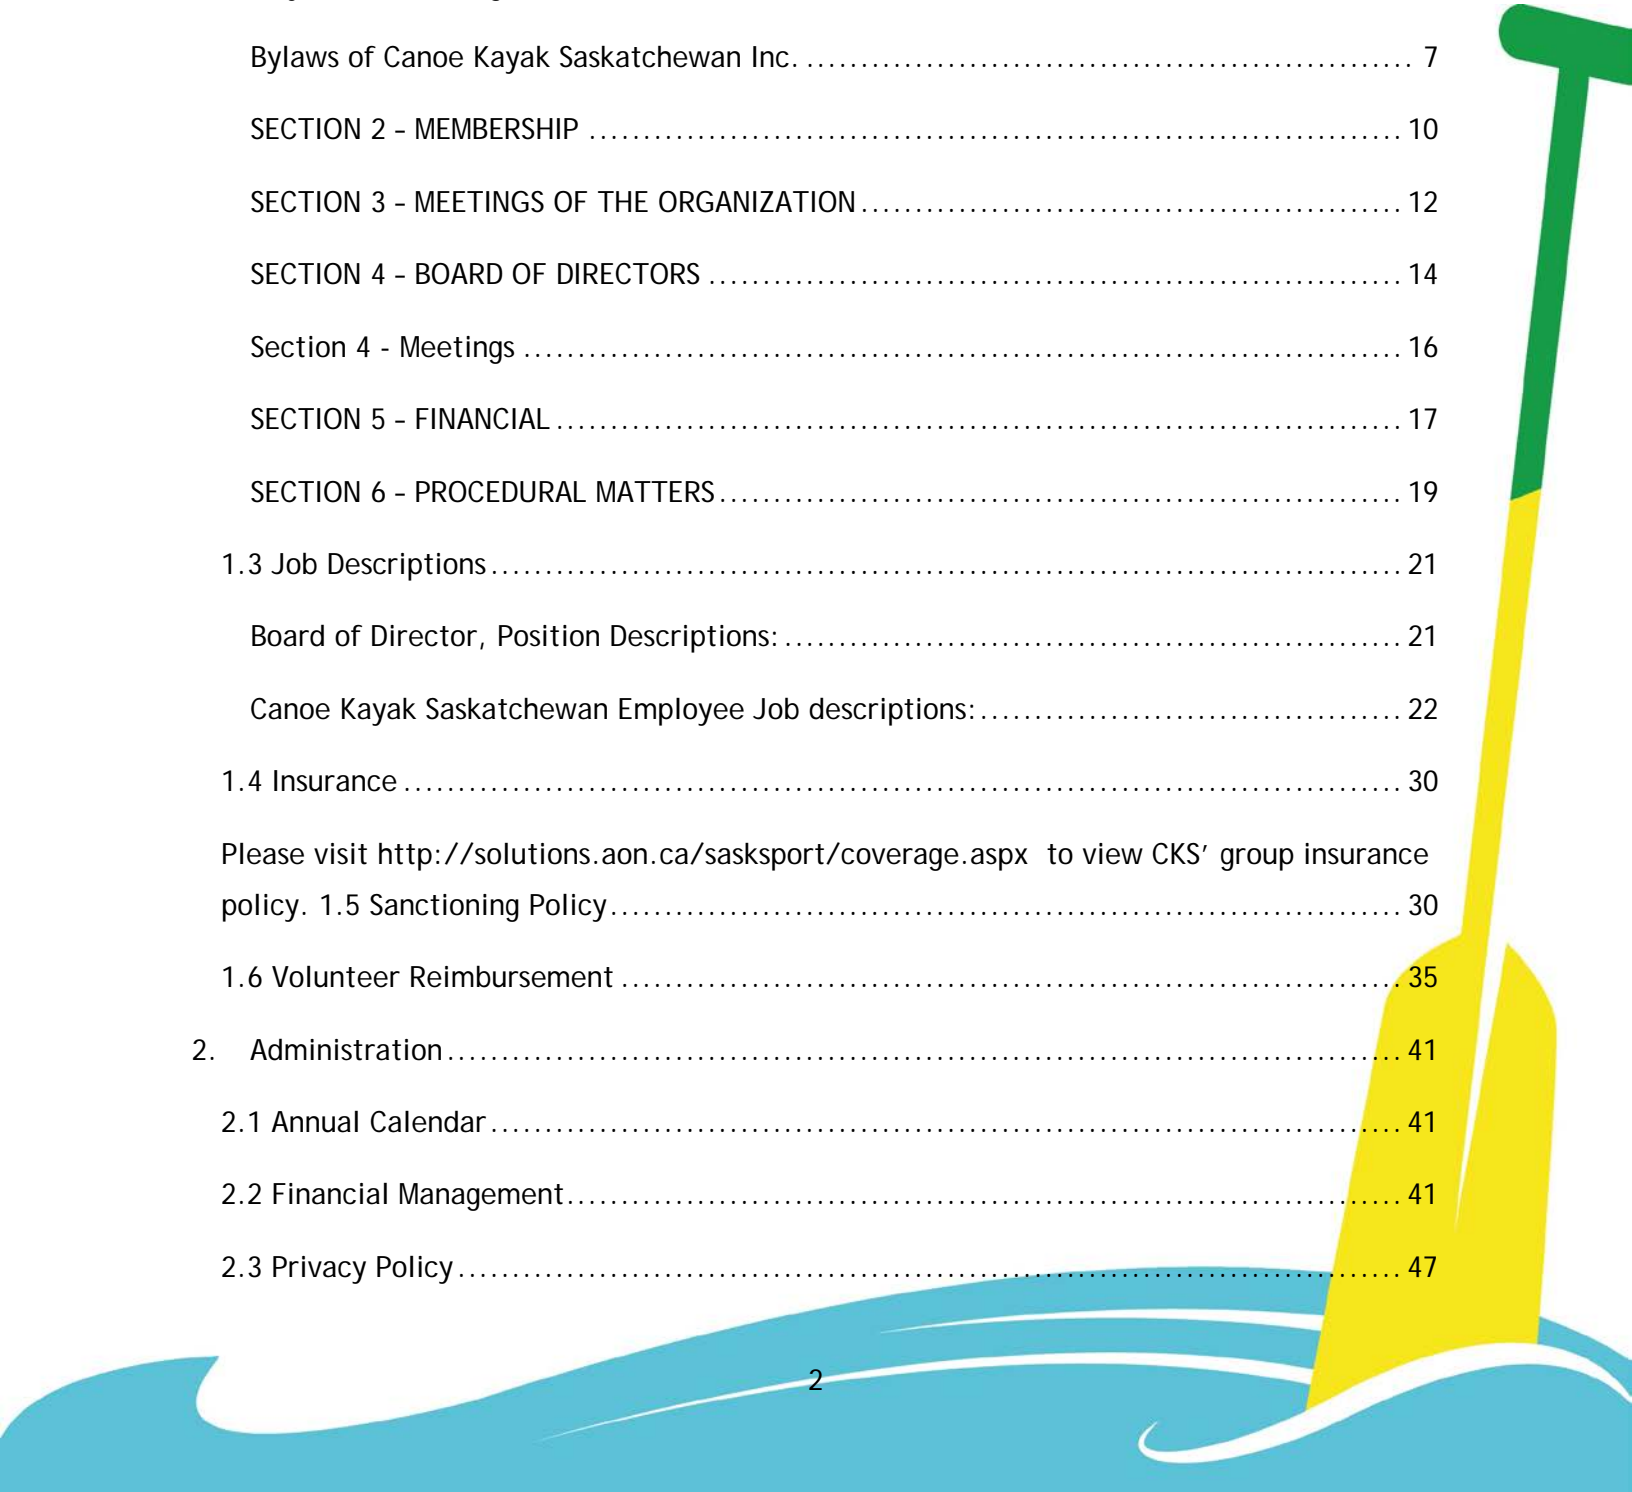 Bylaws of Canoe Kayak Saskatchewan Inc. ........................................................ 7
SECTION 2 – MEMBERSHIP ........................................................................... 10
SECTION 3 – MEETINGS OF THE ORGANIZATION .................................................. 12
SECTION 4 – BOARD OF DIRECTORS ................................................................ 14
Section 4 - Meetings ................................................................................. 16
SECTION 5 – FINANCIAL .............................................................................. 17
SECTION 6 – PROCEDURAL MATTERS ............................................................... 19
1.3 Job Descriptions .................................................................................... 21
Board of Director, Position Descriptions: ......................................................... 21
Canoe Kayak Saskatchewan Employee Job descriptions: ....................................... 22
1.4 Insurance ............................................................................................ 30
Please visit http://solutions.aon.ca/sasksport/coverage.aspx to view CKS’ group insurance
policy. 1.5 Sanctioning Policy ......................................................................... 30
1.6 Volunteer Reimbursement ........................................................................ 35
2. Administration ........................................................................................ 41
2.1 Annual Calendar .................................................................................... 41
2.2 Financial Management ............................................................................. 41
2.3 Privacy Policy ....................................................................................... 47
2